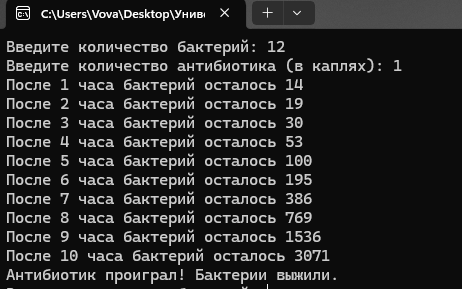 C:\Users\Vova\Desktop\Униве
Введите количество бактерий: 12
Введите количество антибиотика (в каплях): 1
После 1 часа бактерий осталось 14
После 2 часа бактерий осталось 19
После 3 часа бактерий осталось 30
После 4 часа бактерий осталось 53
После 5 часа бактерий осталось 100
После 6 часа бактерий осталось 195
После 7 часа бактерий осталось 386
После 8 часа бактерий осталось 769
После 9 часа бактерий осталось 1536
После 10 часа бактерий осталось 3071
Антибиотик проиграл! Бактерии выжили.